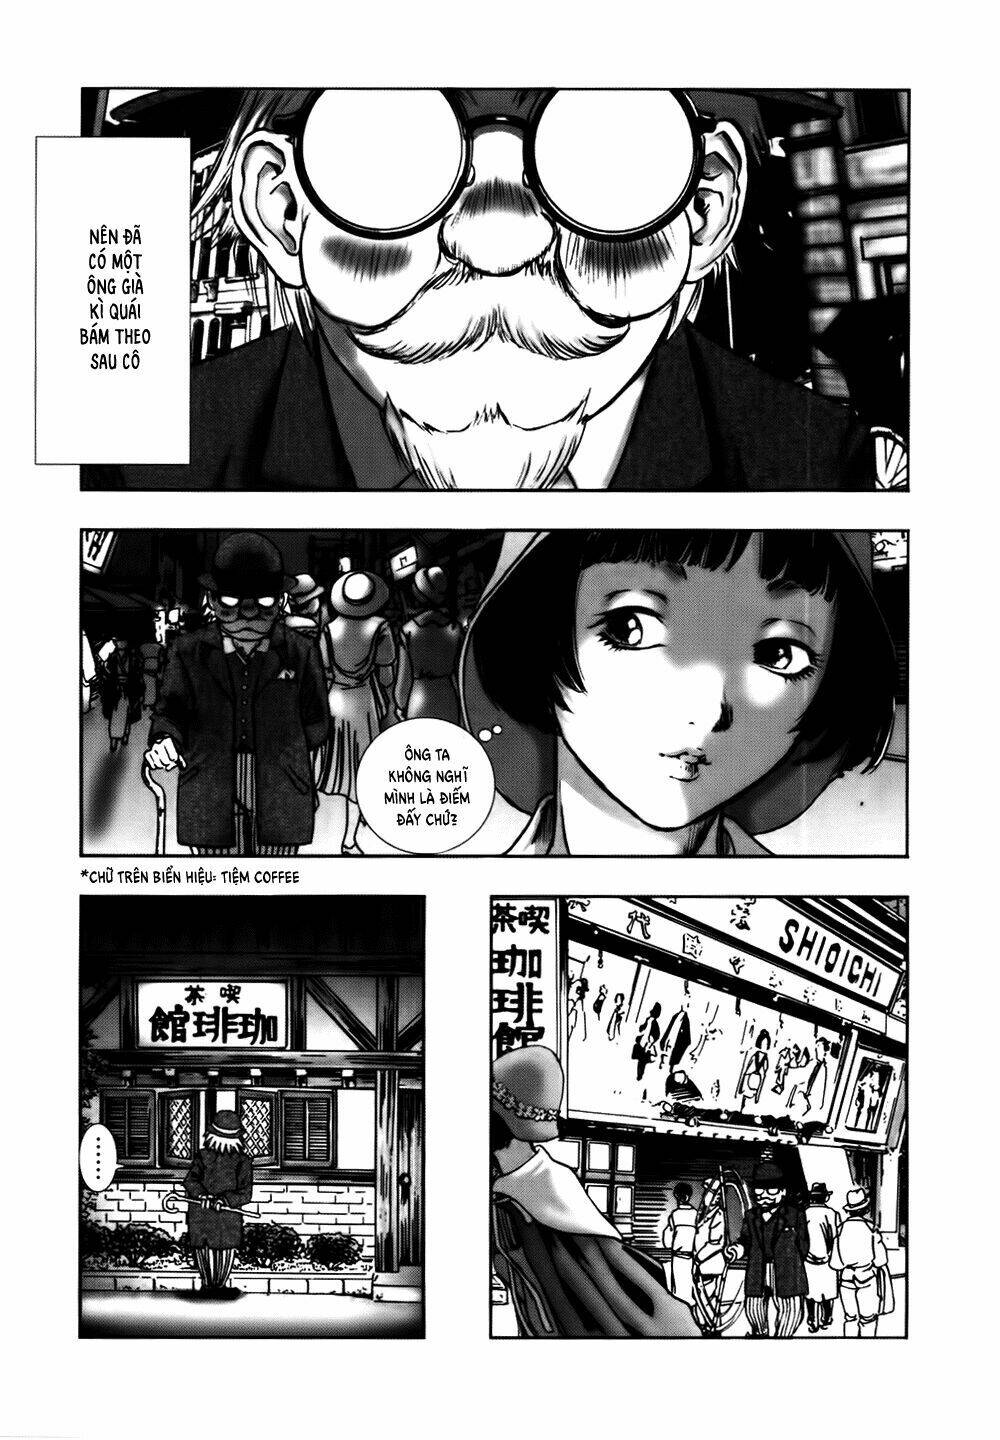 NÊN ĐÃ
CÓ MỘT
ÔNG GIÀ
KÌ QUÁI
BÁM THEO
SAU CÔ
ÔNG TA
KHÔNG NGHĨ
MÌNH LÀ ĐIẾM
ĐẤY CHỨ?
*CHỮ TRÊN BIỂN HIỆU: TIỆM COFFEE
茶 喫
館琲珈
......
茶喫
珈
琲
館
SHIOICHI